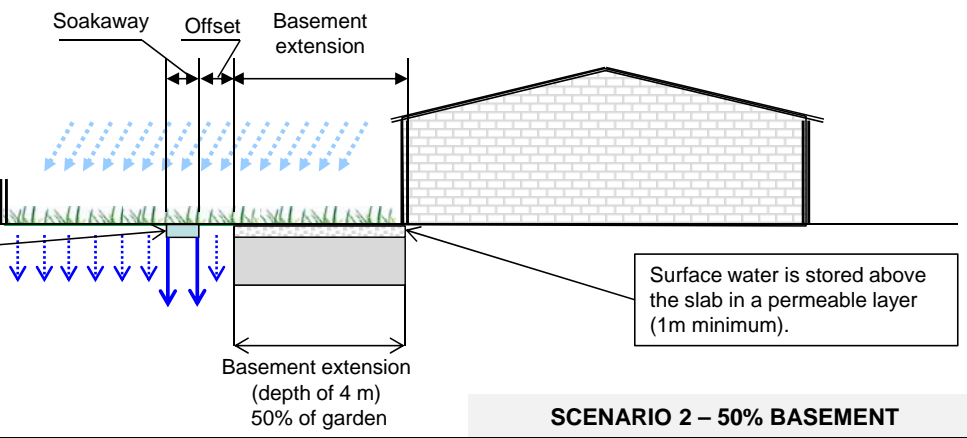 Soakaway
Offset
Basement
extension
Surface water is stored above
the slab in a permeable layer
(1m minimum).
Basement extension
(depth of 4 m)
50% of garden
SCENARIO 2 – 50% BASEMENT